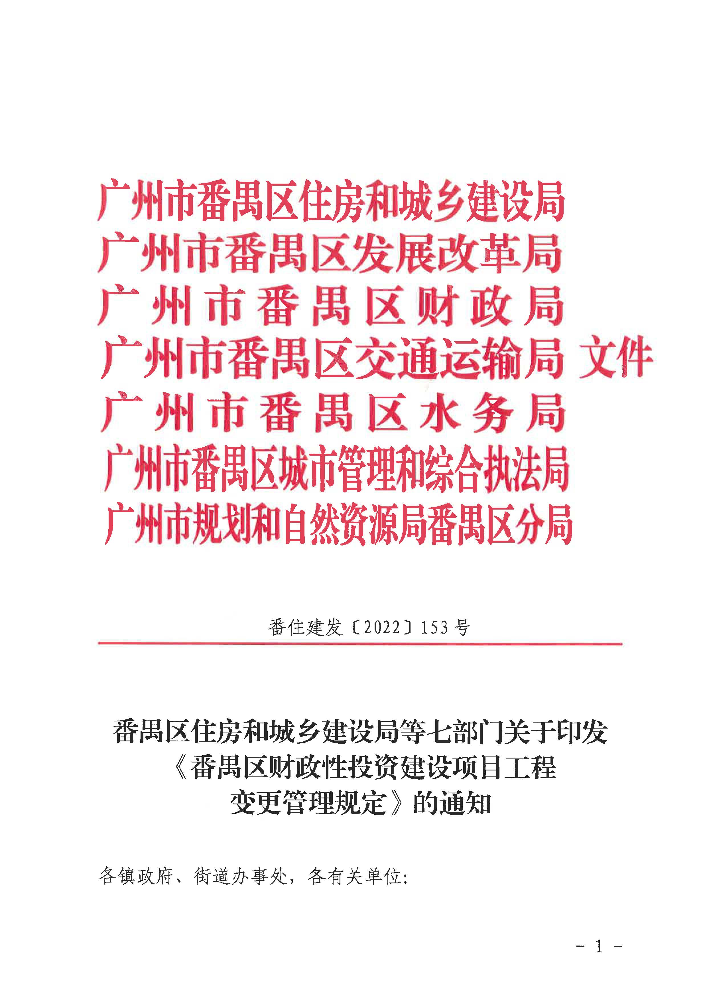 广州市番禺区住房和城乡建设局
广州市番禺区发展改革局
广州市番禺区财政局
广州市番禺区交通运输局 文件
广州市番禺区水务局
广州市番禺区城市管理和综合执法局
广州市规划和自然资源局番禺区分局
番住建发〔2022〕153号
番禺区住房和城乡建设局等七部门关于印发
《番禺区财政性投资建设项目工程
变更管理规定》的通知
各镇政府、街道办事处，各有关单位：
- 1 -